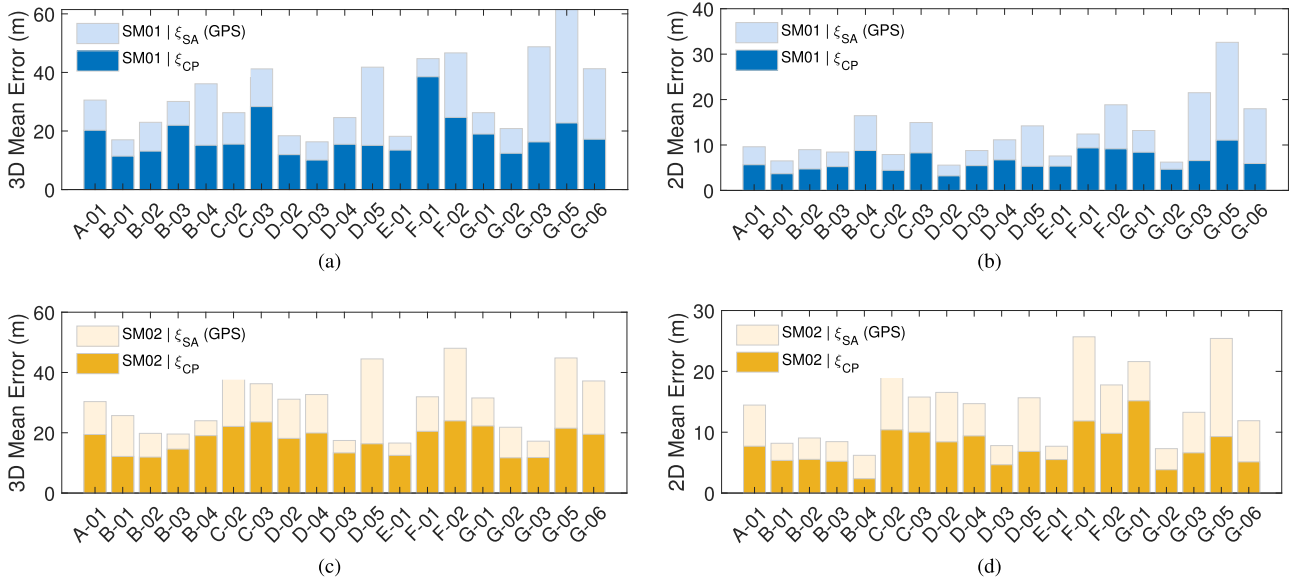 3D Mean Error (m)
60
40
20
0
SM01 | ξSA (GPS)
SM01 | ξCP
A-01 B-01 B-02 B-03 B-04 C-02 C-03 D-02 D-03 D-04 D-05 E-01 F-01 F-02 G-01 G-02 G-03 G-05 G-06
(a)
2D Mean Error (m)
40
30
20
10
0
SM01 | ξSA (GPS)
SM01 | ξCP
A-01 B-01 B-02 B-03 B-04 C-02 C-03 D-02 D-03 D-04 D-05 E-01 F-01 F-02 G-01 G-02 G-03 G-05 G-06
(b)
3D Mean Error (m)
60
40
20
0
SM02 | ξSA (GPS)
SM02 | ξCP
A-01 B-01 B-02 B-03 B-04 C-02 C-03 D-02 D-04 D-03 D-05 E-01 F-01 F-02 G-01 G-02 G-03 G-05 G-06
(c)
2D Mean Error (m)
30
20
10
0
SM02 | ξSA (GPS)
SM02 | ξCP
A-01 B-01 B-02 B-03 B-04 C-02 C-03 D-02 D-04 D-03 D-05 E-01 F-01 F-02 G-01 G-02 G-03 G-05 G-06
(d)